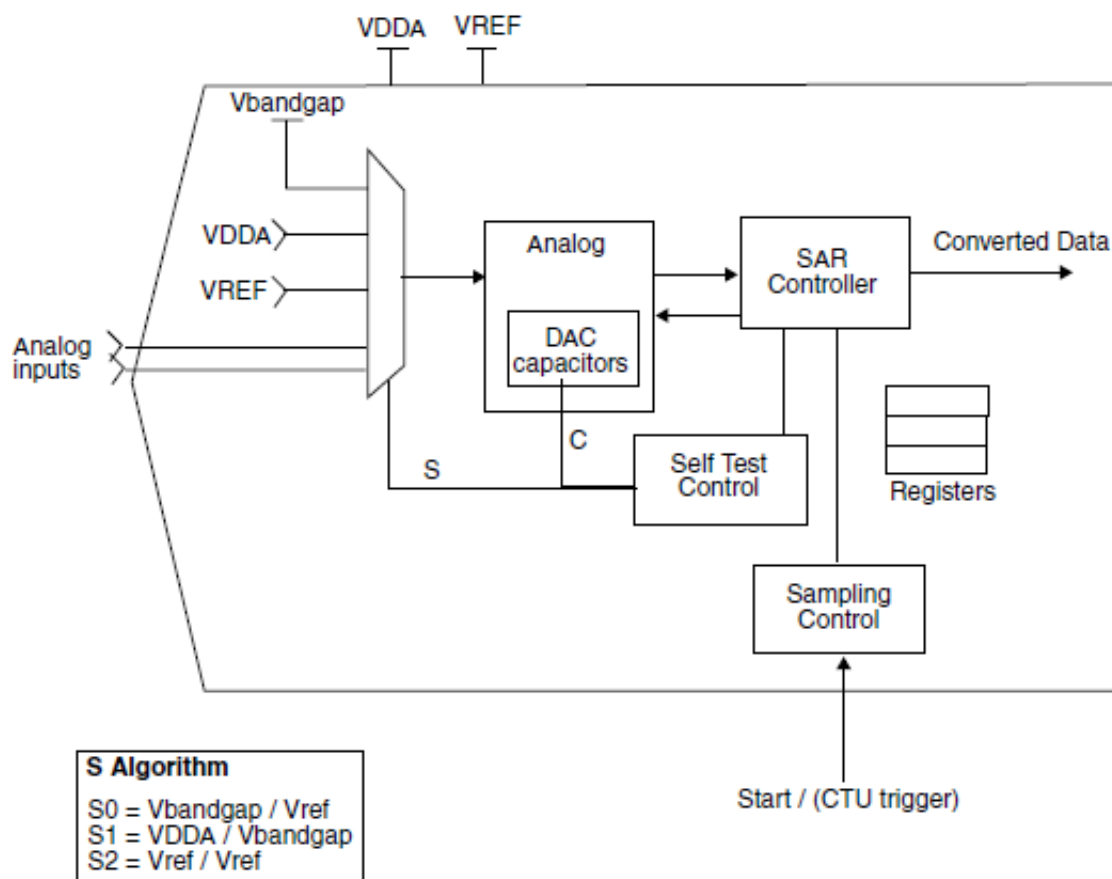 VDDA
VREF
Vbandgap
VDDA
VREF
Analog
inputs
Analog
DAC
capacitors
SAR
Controller
Converted Data
C
S
Self Test
Control
Registers
Sampling
Control
Start / (CTU trigger)
S Algorithm
S0 = Vbandgap / Vref
S1 = VDDA / Vbandgap
S2 = Vref / Vref